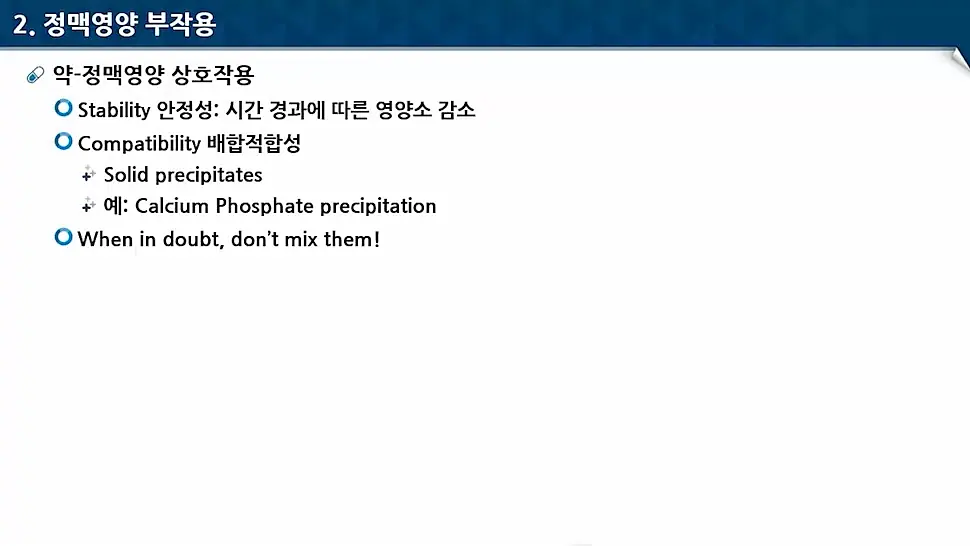 2. 정맥영양 부작용
약-정맥영양 상호작용
Stability 안정성: 시간 경과에 따른 영양소 감소
Compatibility 배합적합성
Solid precipitates
예: Calcium Phosphate precipitation
When in doubt, don't mix them!